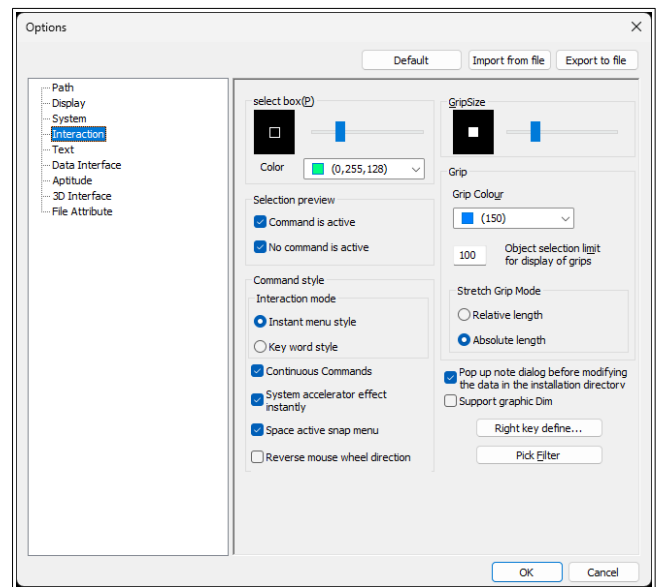 Options
Default
Import from file
Export to file
Path
Display
System
Interaction
Text
Data Interface
Aptitude
3D Interface
File Attribute
select box(P)
Color
(0,255,128)
Selection preview
Command is active
No command is active
Command style
Interaction mode
Instant menu style
Key word style
Continuous Commands
System accelerator effect
instantly
Space active snap menu
Reverse mouse wheel direction
GripSize
Grip
Grip Colour
(150)
100
Object selection limit
for display of grips
Stretch Grip Mode
Relative length
Absolute length
Pop up note dialog before modifying
the data in the installation directory
Support graphic Dim
Right key define...
Pick Filter
OK
Cancel